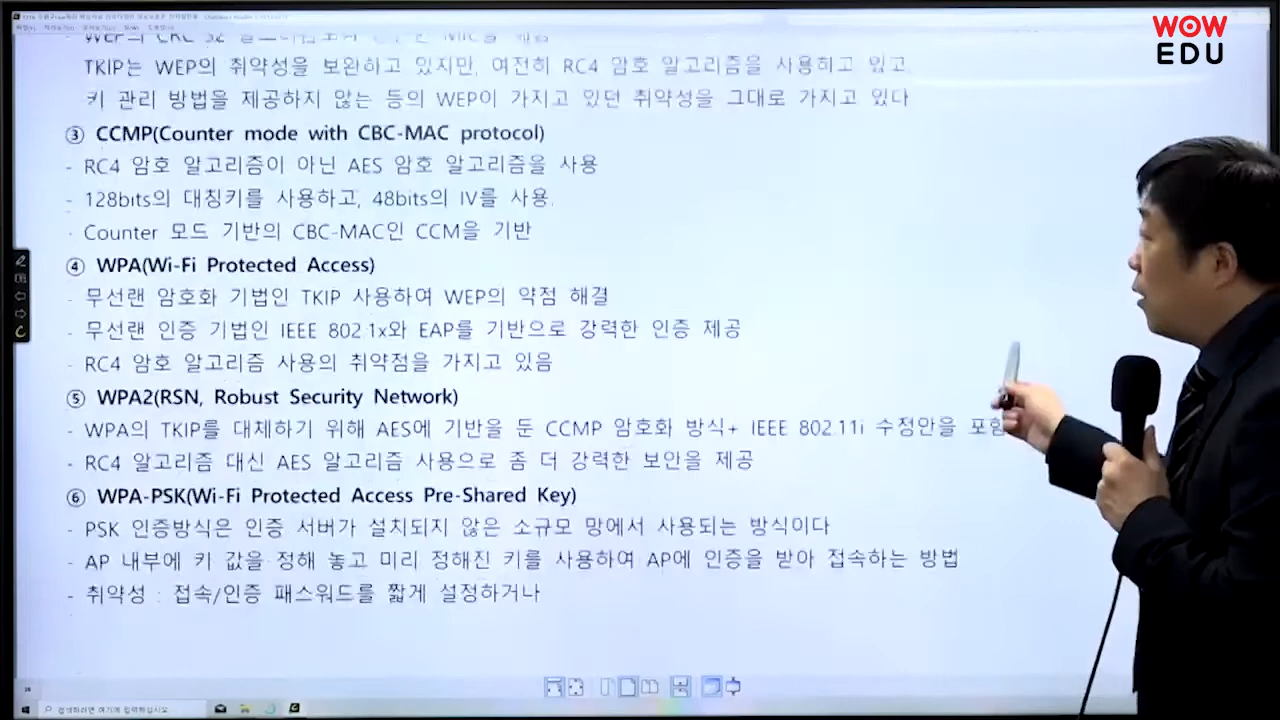 WOW
EDU
TKIP는 WEP의 취약성을 보완하고 있지만, 여전히 RC4 암호 알고리즘을 사용하고 있고,
키 관리 방법을 제공하지 않는 등의 WEP이 가지고 있던 취약성을 그대로 가지고 있다
③ CCMP(Counter mode with CBC-MAC protocol)
- RC4 암호 알고리즘이 아닌 AES 암호 알고리즘을 사용
- 128bits의 대칭키를 사용하고, 48bits의 IV를 사용.
- Counter 모드 기반의 CBC-MAC인 CCM을 기반
④ WPA(Wi-Fi Protected Access)
- 무선랜 암호화 기법인 TKIP 사용하여 WEP의 약점 해결
- 무선랜 인증 기법인 IEEE 802.1x와 EAP를 기반으로 강력한 인증 제공
- RC4 암호 알고리즘 사용의 취약점을 가지고 있음
⑤ WPA2(RSN, Robust Security Network)
- WPA의 TKIP를 대체하기 위해 AES에 기반을 둔 CCMP 암호화 방식+ IEEE 802.11i 수정안을 포함
- RC4 알고리즘 대신 AES 알고리즘 사용으로 좀 더 강력한 보안을 제공
⑥ WPA-PSK(Wi-Fi Protected Access Pre-Shared Key)
- PSK 인증방식은 인증 서버가 설치되지 않은 소규모 망에서 사용되는 방식이다
- AP 내부에 키 값을 정해 놓고 미리 정해진 키를 사용하여 AP에 인증을 받아 접속하는 방법
- 취약성 : 접속/인증 패스워드를 짧게 설정하거나
검색하려면 여기에 입력하십시오.